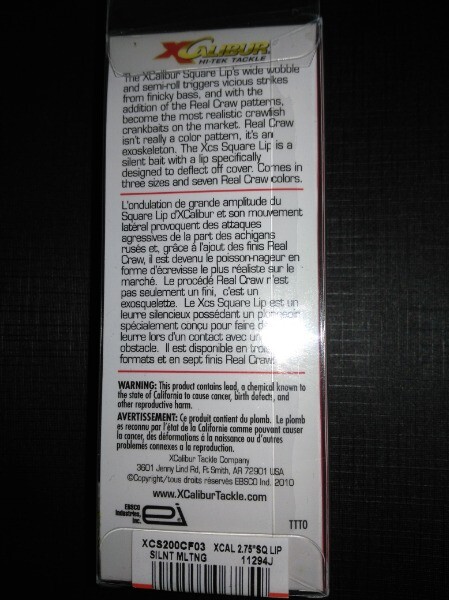 XCALIBUR
HI-TEK TACKLE
The XCalibur Square Lip's wide wobble
and semi-roll triggers vicious strikes
from finicky bass, and with the
addition of the Real Craw patterns,
become the most realistic crawfish
crankbaits on the market. Real Craw
isn't really a color pattern, it's an
exoskeleton. The Xcs Square Lip is a
silent bait with a lip specifically
designed to deflect off cover. Comes in
three sizes and seven Real Craw colors.
L'ondulation de grande amplitude du
Square Lip d'XCalibur et son mouvement
latéral provoquent des attaques
agressives de la part des achigans
rusés et, grâce à l'ajout des finis Real
Craw, il est devenu le poisson-nageur en
forme d'écrevisse le plus réaliste sur le
marché. Le procédé Real Craw n'est
pas seulement un fini, c'est un
exosquelette. Le Xcs Square Lip est un
leurre silencieux possédant un
spécialement conçu pour faire
leurre lors d'un contact avec un
obstacle. Il est disponible en trois
formats et en sept finis Real Craw.
WARNING: This product contains lead, a chemical known to
the state of California to cause cancer, birth defects, and
other reproductive harm.
AVERTISSEMENT: Ce produit contient du plomb. Le plomb
es reconnu par l'état de la Californie comme pouvant causer
la cancer, des déformations à la naissance ou d'autres
problèmes connexes a la reproduction.
XCalibur Tackle Company
3601 Jenny Lind Rd, Ft Smith, AR 72901 USA
©Copyright/tous droits réservés EBSCO Ind. 2010
www.XCaliburTackle.com
EBSCO
Industries,
Inc.
ei
TTTO
XCS200CF03 XCAL 2.75"SQ LIP
SILNT MLTNG 11294J